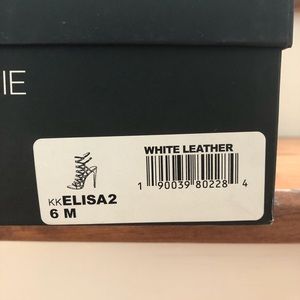 IE
WHITE LEATHER
KKELISA2
6 M
1 90039 80228 4